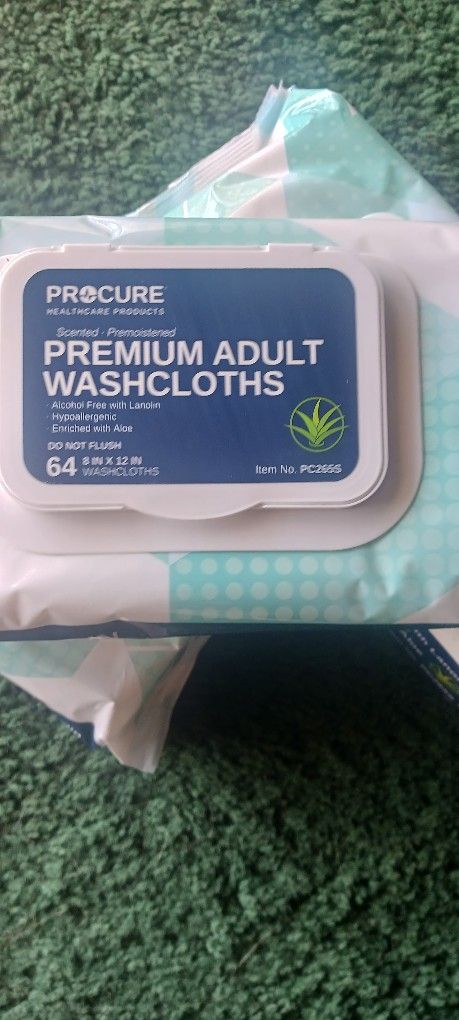 PROCURE
HEALTHCARE PRODUCTS
Scented · Premoistened
PREMIUM ADULT
WASHCLOTHS
· Alcohol Free with Lanolin
· Hypoallergenic
· Enriched with Aloe
DO NOT FLUSH
64 8 IN X 12 IN
WASHCLOTHS
Item No. PC265S